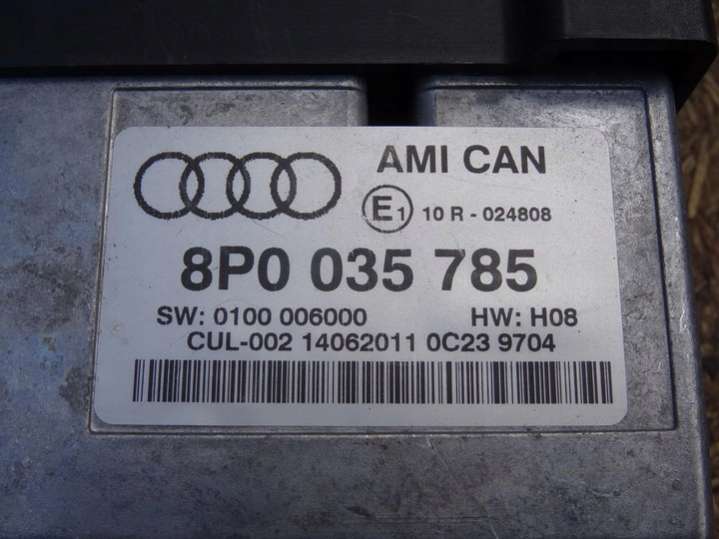 AMI CAN
E1 10 R - 024808
8P0 035 785
SW: 0100 006000 HW: H08
CUL-002 14062011 0C23 9704